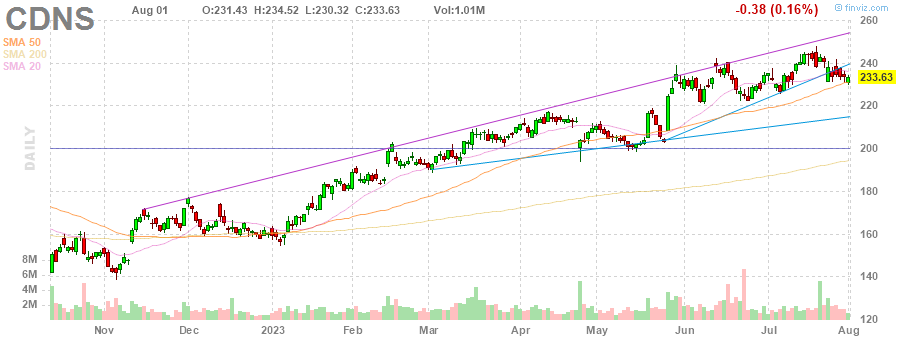 CDNS Aug 01 O:231.43 H:234.52 L:230.32 C:233.63 Vol:1.01M -0.38 (0.16%) © finviz.com
SMA 50
SMA 200
SMA 20
DAILY
260
240
233.63
220
200
180
160
140
120
8M
6M
4M
2M
Nov Dec 2023 Feb Mar Apr May Jun Jul Aug